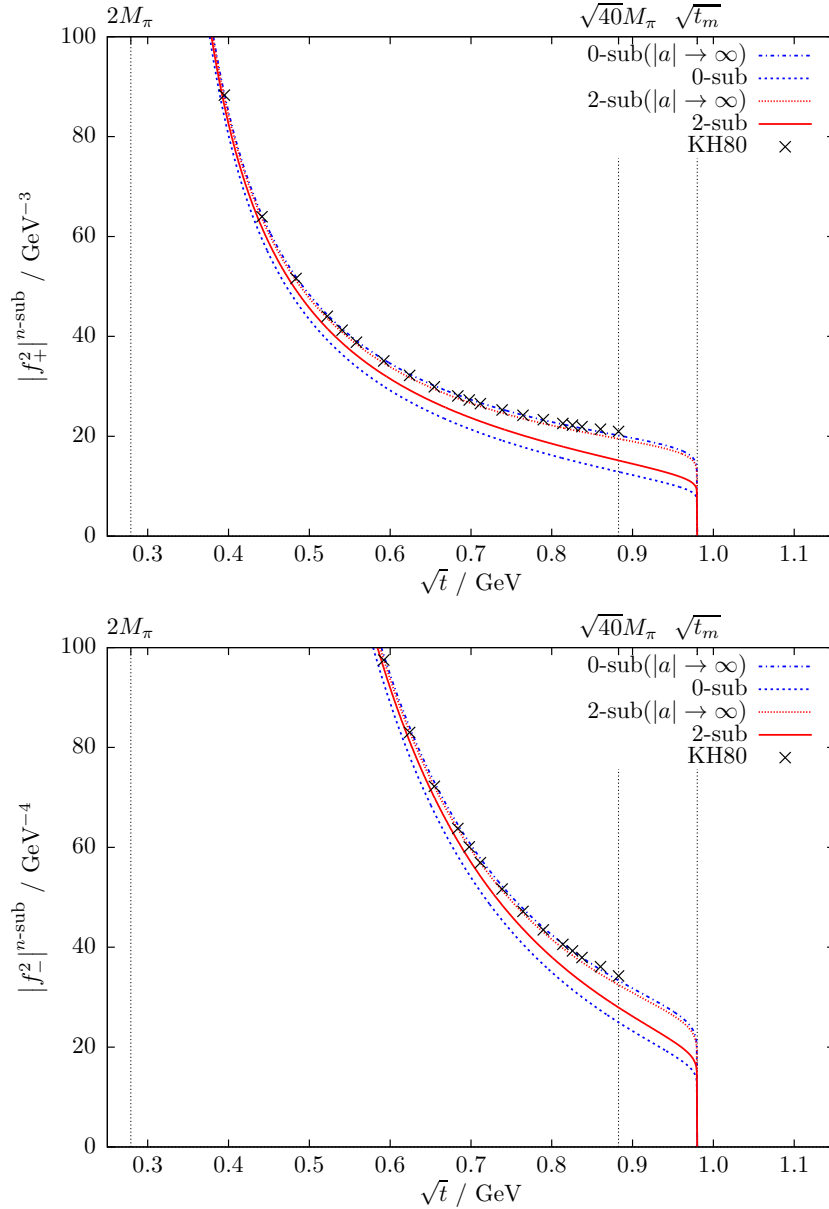 2M_π √40M_π √t_m
100
80
60
40
20
0
|f²₊|ⁿ⁻ˢᵘᵇ / GeV⁻³
0-sub(|a| → ∞)
0-sub
2-sub(|a| → ∞)
2-sub
KH80
0.3 0.4 0.5 0.6 0.7 0.8 0.9 1.0 1.1
√t / GeV
2M_π √40M_π √t_m
100
80
60
40
20
0
|f²₋|ⁿ⁻ˢᵘᵇ / GeV⁻⁴
0-sub(|a| → ∞)
0-sub
2-sub(|a| → ∞)
2-sub
KH80
0.3 0.4 0.5 0.6 0.7 0.8 0.9 1.0 1.1
√t / GeV